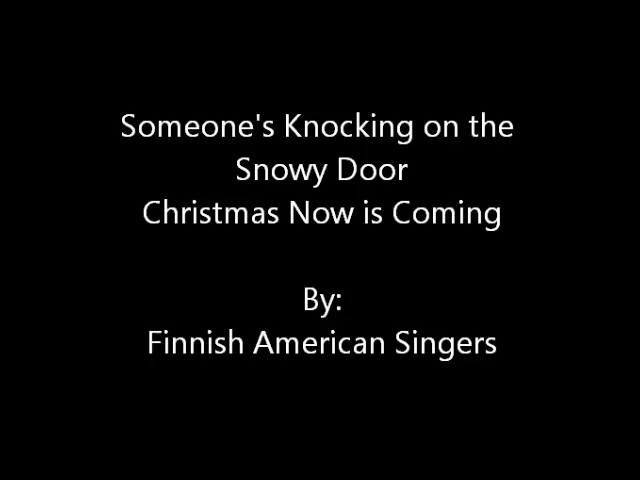 Someone's Knocking on the
Snowy Door
Christmas Now is Coming
By:
Finnish American Singers